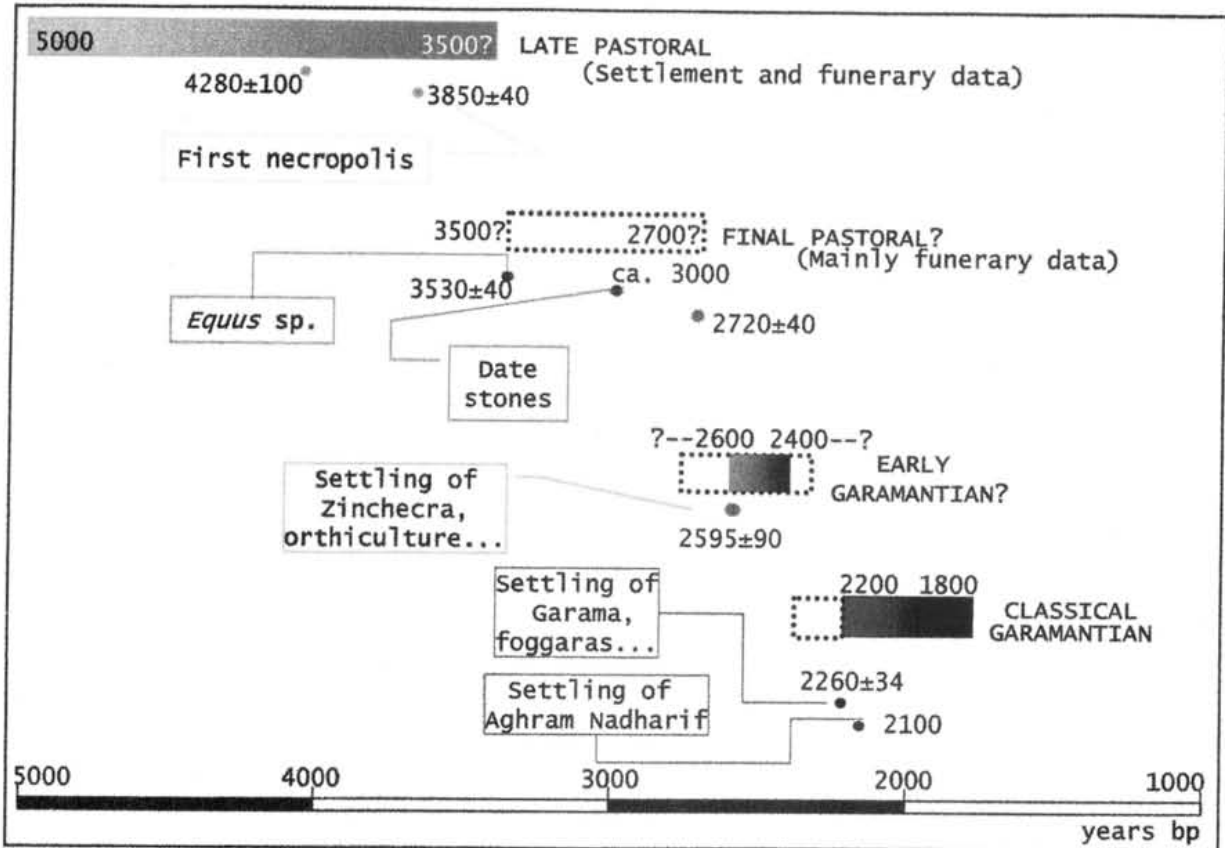 5000 3500? LATE PASTORAL
(Settlement and funerary data)
4280±100
3850±40
First necropolis
3500? 2700? FINAL PASTORAL?
(Mainly funerary data)
3530±40
ca. 3000
2720±40
Equus sp.
Date
stones
?--2600 2400--?
EARLY
GARAMANTIAN?
Settling of
Zinchecra,
orthiculture...
2595±90
Settling of
Garama,
foggaras...
2200 1800
CLASSICAL
GARAMANTIAN
2260±34
Settling of
Aghram Nadharif
2100
5000 4000 3000 2000 1000
years bp